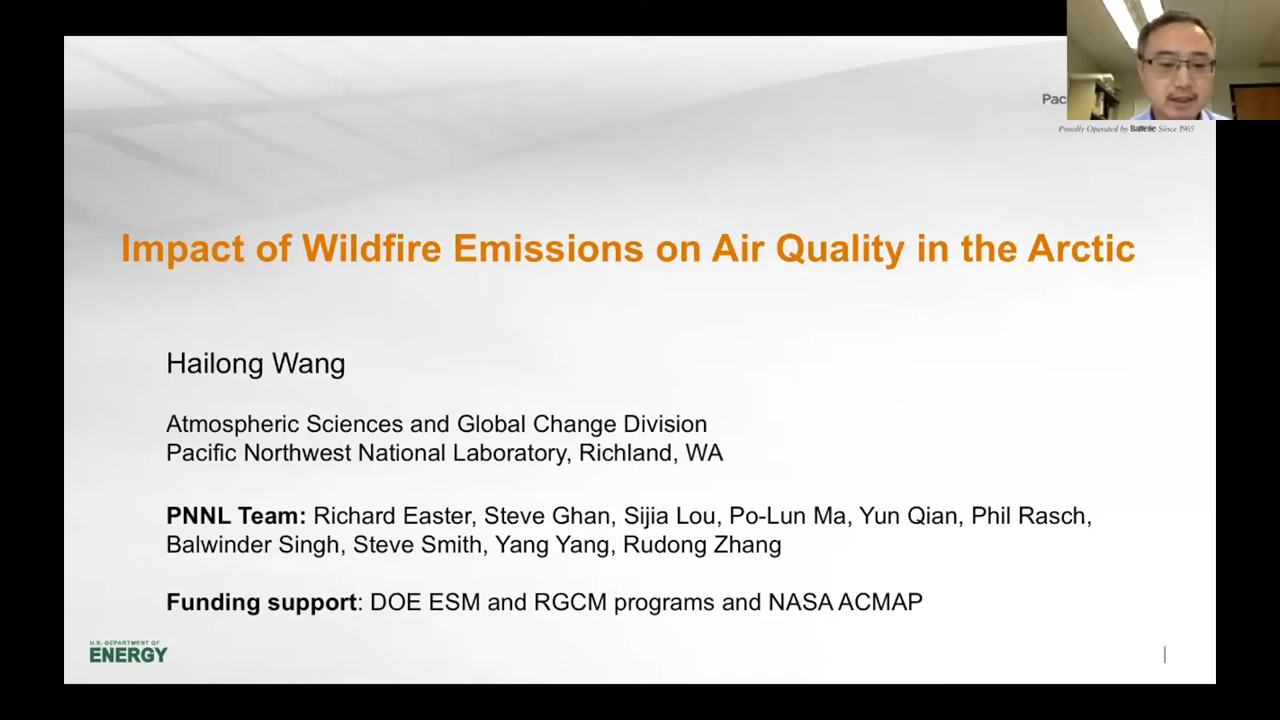 Pac
Proudly Operated by Battelle Since 1965
Impact of Wildfire Emissions on Air Quality in the Arctic
Hailong Wang
Atmospheric Sciences and Global Change Division
Pacific Northwest National Laboratory, Richland, WA
PNNL Team: Richard Easter, Steve Ghan, Sijia Lou, Po-Lun Ma, Yun Qian, Phil Rasch,
Balwinder Singh, Steve Smith, Yang Yang, Rudong Zhang
Funding support: DOE ESM and RGCM programs and NASA ACMAP
U.S. DEPARTMENT OF
ENERGY